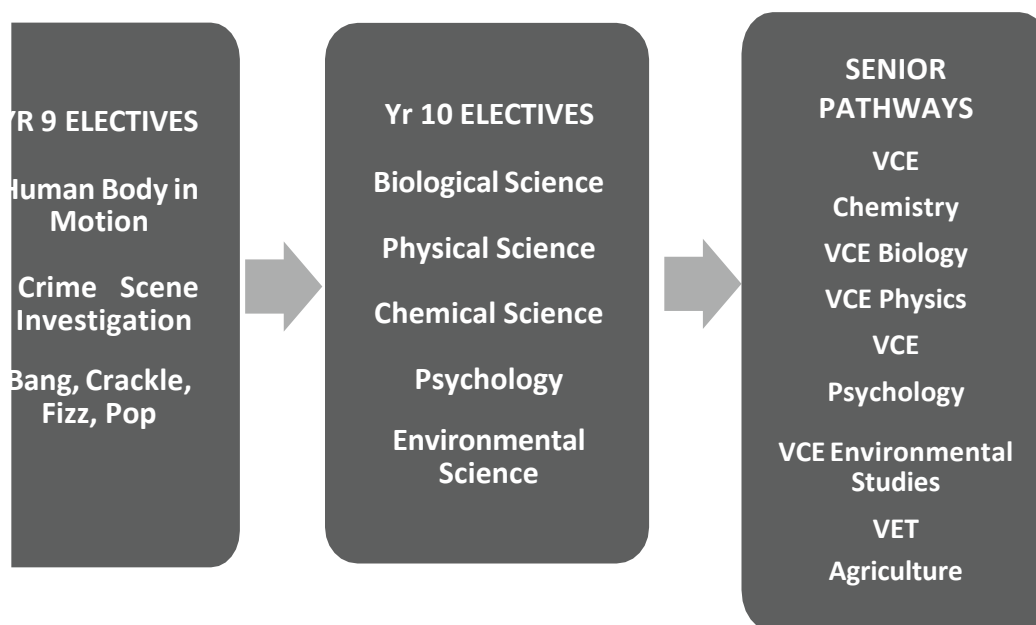 YR 9 ELECTIVES
Human Body in
Motion
Crime Scene
Investigation
Bang, Crackle,
Fizz, Pop
Yr 10 ELECTIVES
Biological Science
Physical Science
Chemical Science
Psychology
Environmental
Science
SENIOR
PATHWAYS
VCE
Chemistry
VCE Biology
VCE Physics
VCE
Psychology
VCE Environmental
Studies
VET
Agriculture